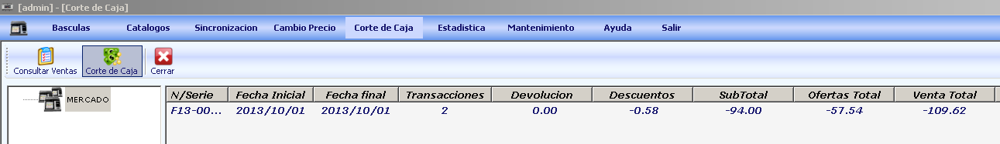 [admin] - [Corte de Caja]
Basculas Catalogos Sincronizacion Cambio Precio Corte de Caja Estadistica Mantenimiento Ayuda Salir
Consultar Ventas Corte de Caja Cerrar
MERCADO
N/Serie Fecha Inicial Fecha final Transacciones Devolucion Descuentos SubTotal Ofertas Total Venta Total
F13-00... 2013/10/01 2013/10/01 2 0.00 -0.58 -94.00 -57.54 -109.62